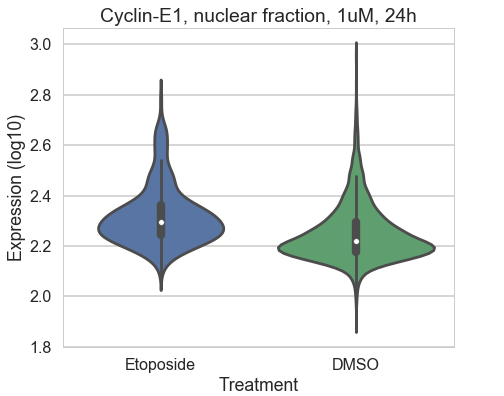 Cyclin-E1, nuclear fraction, 1uM, 24h
Expression (log10)
3.0
2.8
2.6
2.4
2.2
2.0
1.8
Etoposide DMSO
Treatment